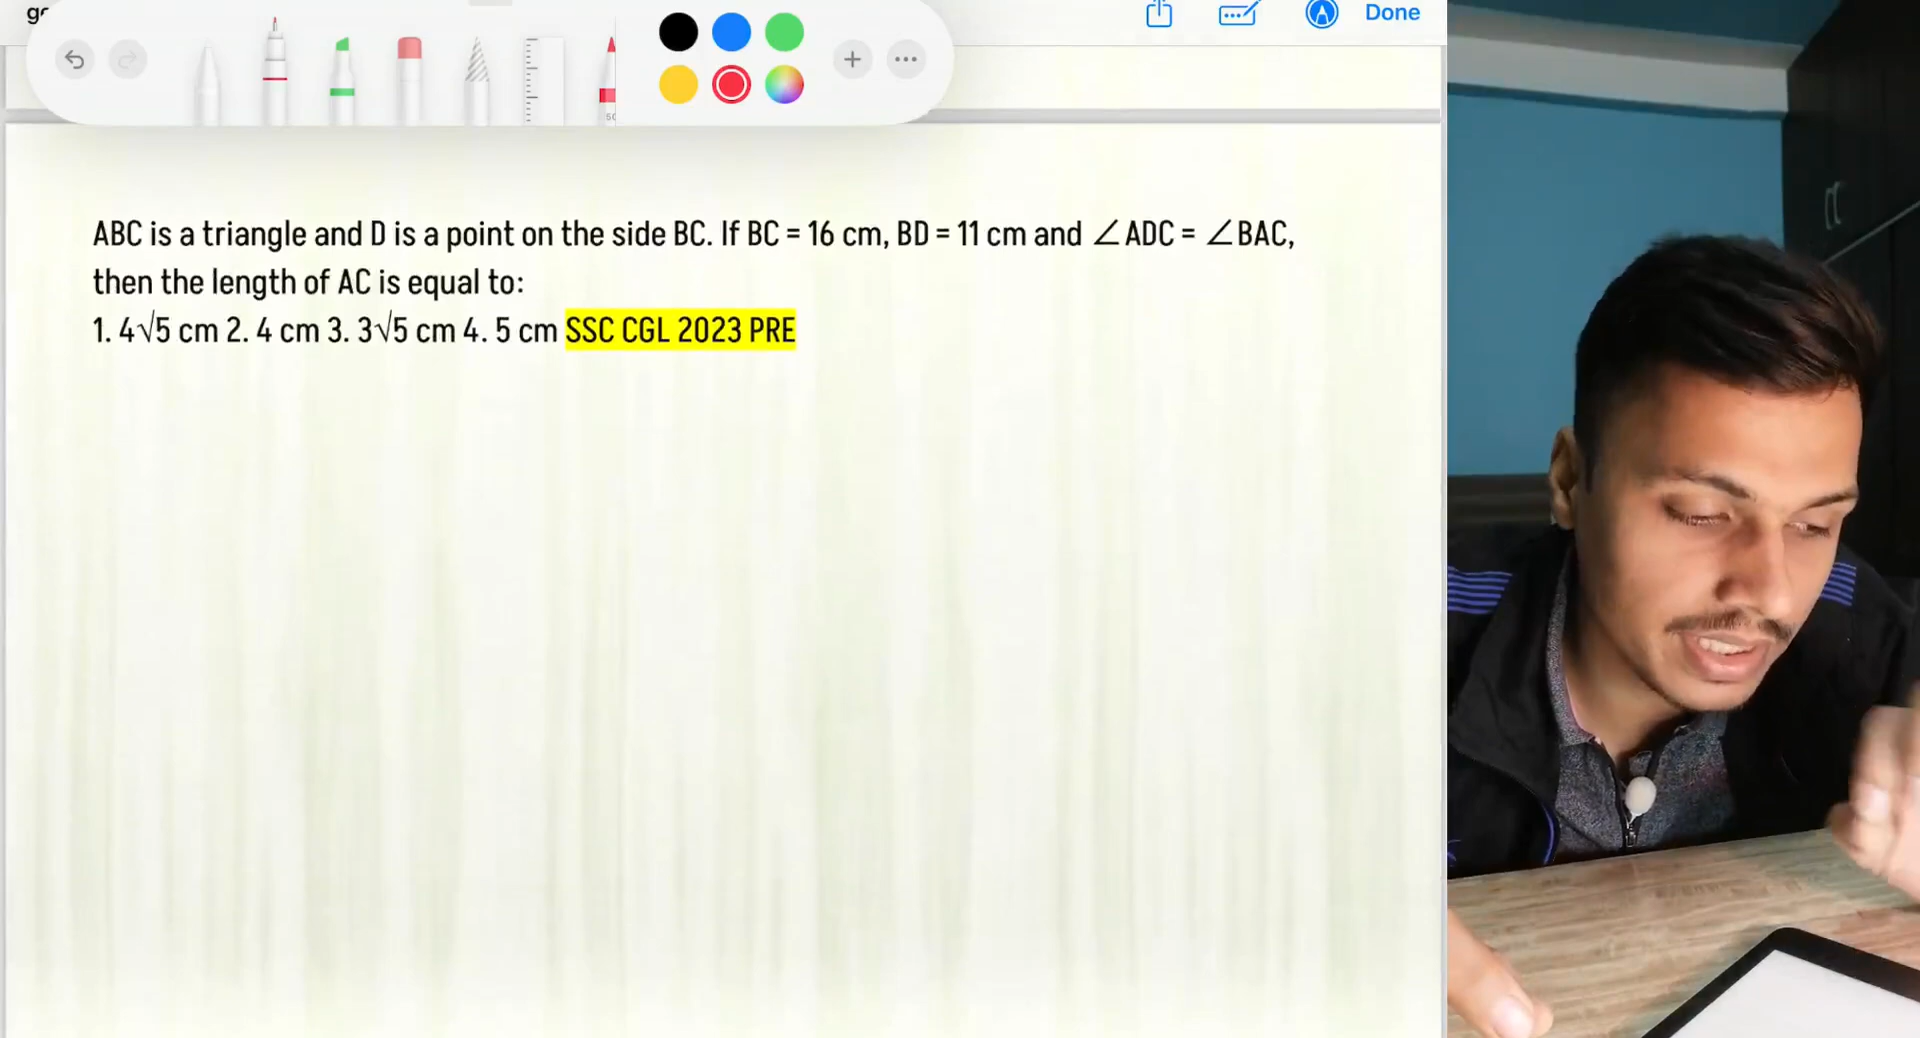 Done
ABC is a triangle and D is a point on the side BC. If BC = 16 cm, BD = 11 cm and ∠ADC = ∠BAC,
then the length of AC is equal to:
1. 4√5 cm 2. 4 cm 3. 3√5 cm 4. 5 cm SSC CGL 2023 PRE